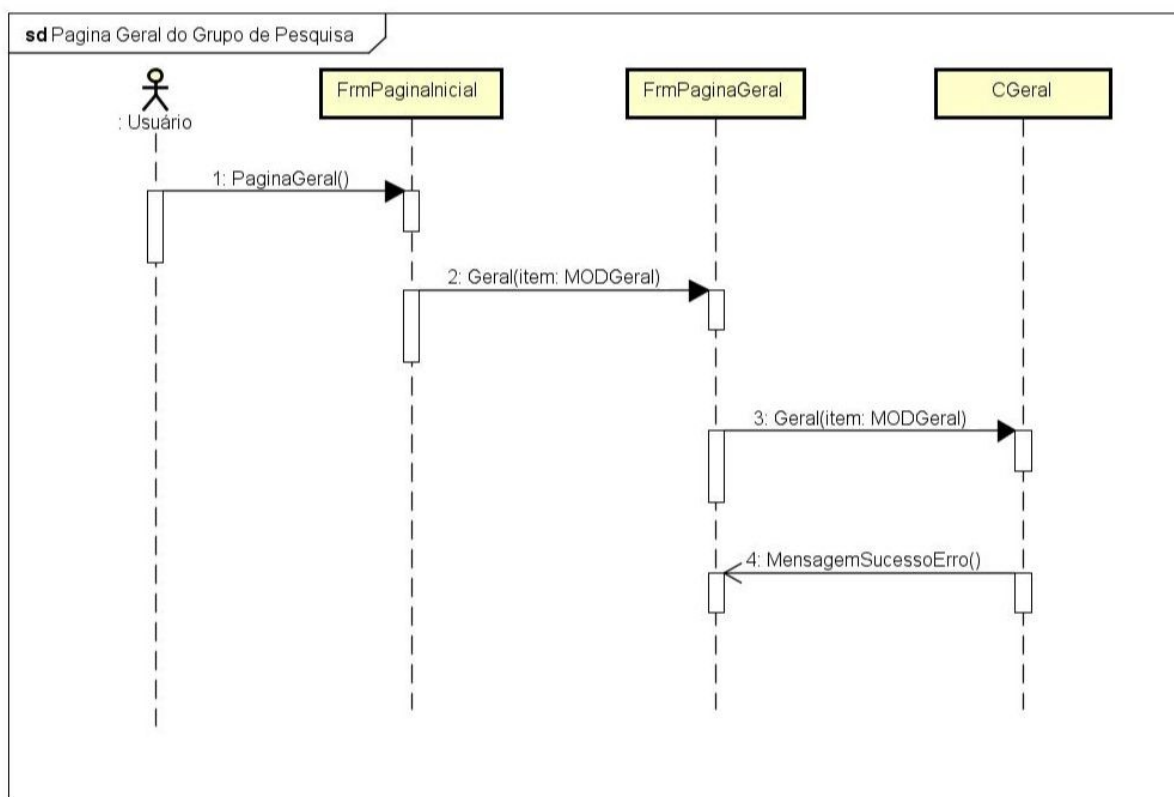 sd Pagina Geral do Grupo de Pesquisa
: Usuário
FrmPaginaInicial
FrmPaginaGeral
CGeral
1: PaginaGeral()
2: Geral(item: MODGeral)
3: Geral(item: MODGeral)
4: MensagemSucessoErro()